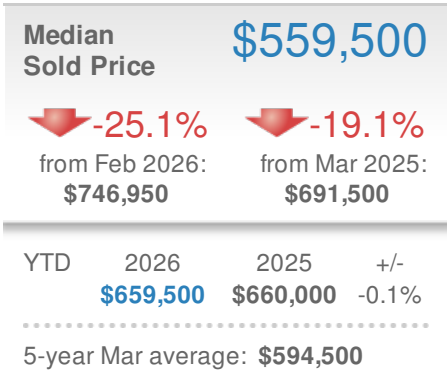 Median $559,500
Sold Price
-25.1% -19.1%
from Feb 2026: from Mar 2025:
$746,950 $691,500
YTD 2026 2025 +/-
$659,500 $660,000 -0.1%
5-year Mar average: $594,500